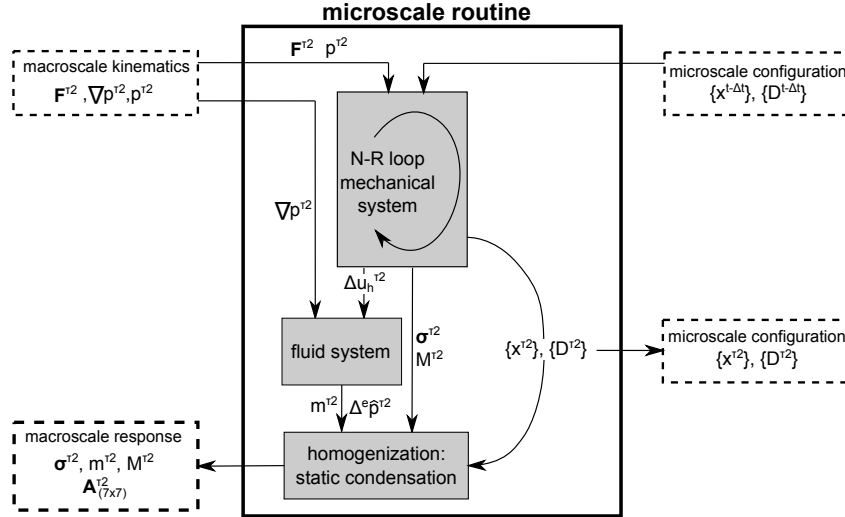 microscale routine
macroscale kinematics
F^τ2 ,∇p^τ2,p^τ2
F^τ2 p^τ2
microscale configuration
{x^t-Δt}, {D^t-Δt}
N-R loop
mechanical
system
∇p^τ2
Δu_h^τ2
fluid system
σ^τ2
M^τ2
{x^τ2}, {D^τ2}
microscale configuration
{x^τ2}, {D^τ2}
m^τ2 Δ^e p̂^τ2
macroscale response
σ^τ2, m^τ2, M^τ2
A^τ2_(7x7)
homogenization:
static condensation